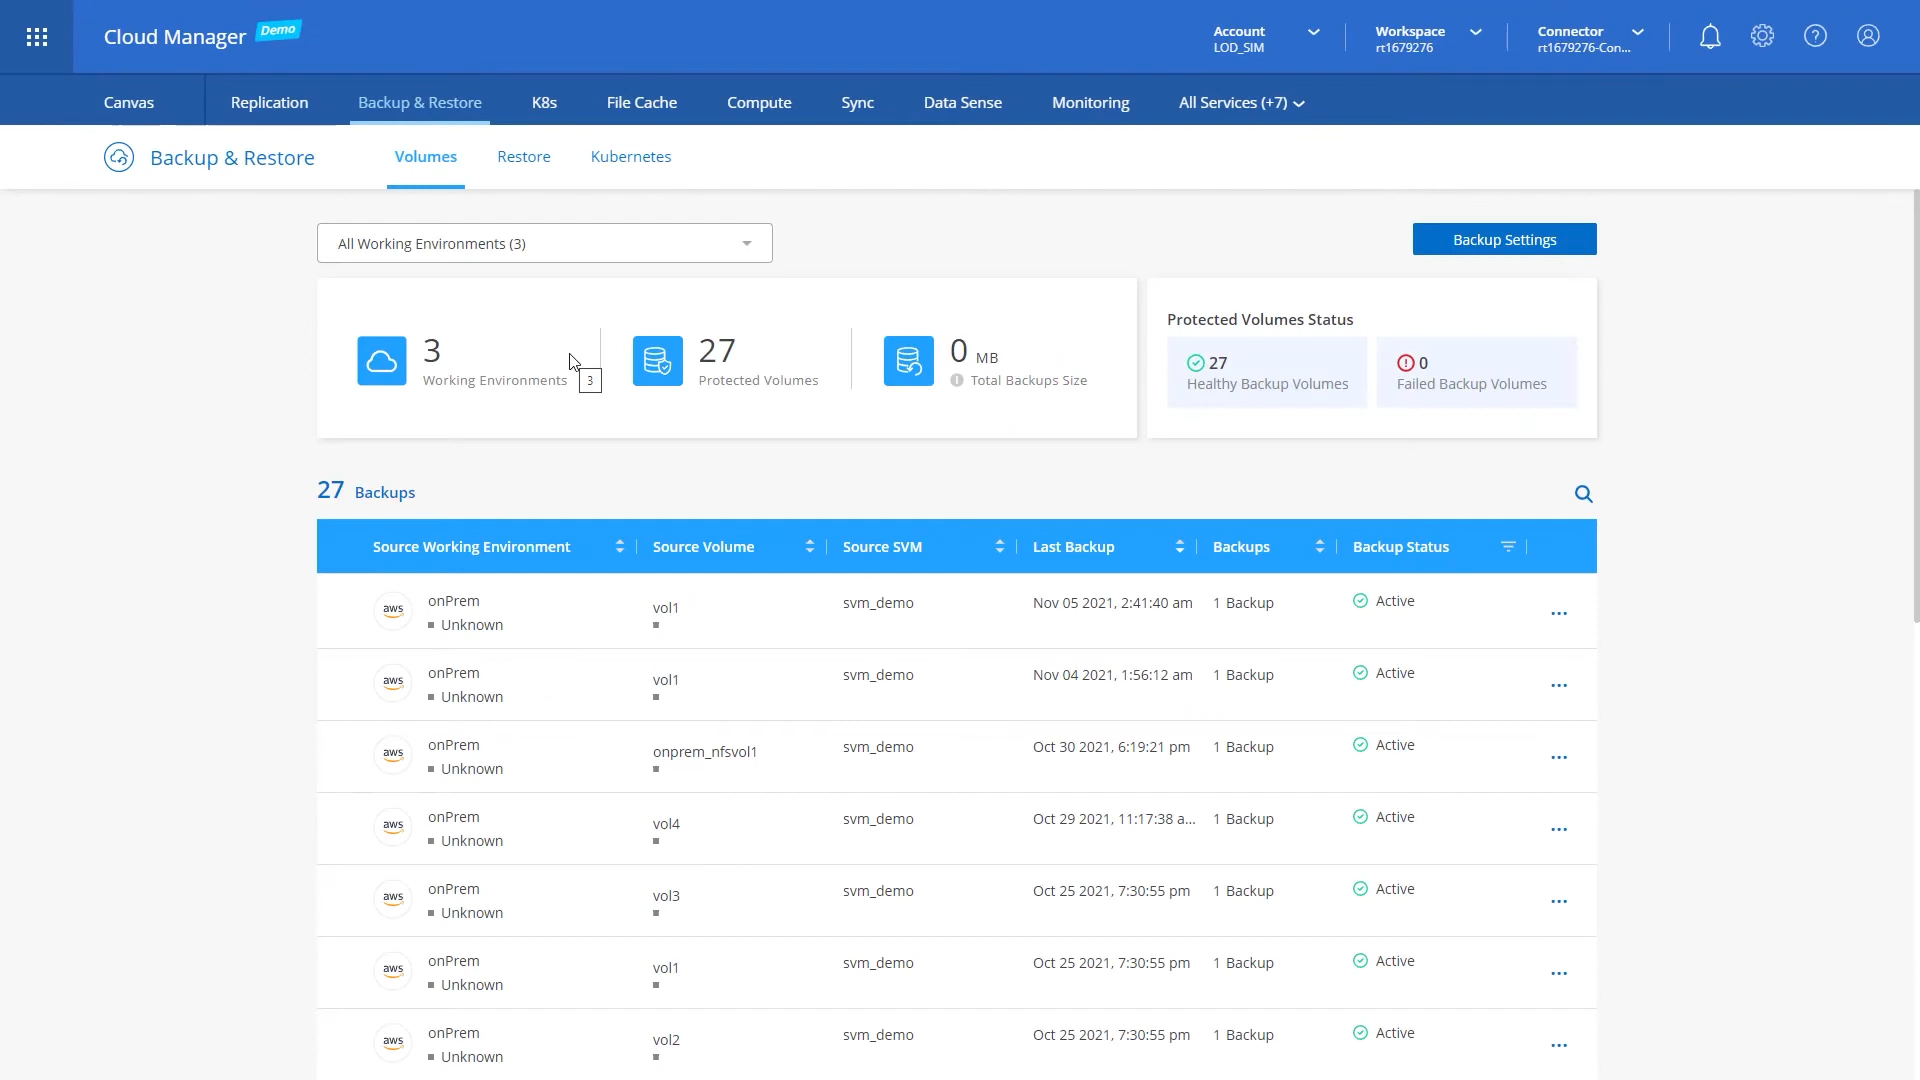 Cloud Manager Demo
Account
LOD_SIM
Workspace
rt1679276
Connector
rt1679276-Con...
Canvas Replication Backup & Restore K8s File Cache Compute Sync Data Sense Monitoring All Services (+7)
Backup & Restore Volumes Restore Kubernetes
All Working Environments (3) Backup Settings
3
Working Environments
3
27
Protected Volumes
0 MB
Total Backups Size
Protected Volumes Status
27
Healthy Backup Volumes
0
Failed Backup Volumes
27 Backups
Source Working Environment Source Volume Source SVM Last Backup Backups Backup Status
aws onPrem Unknown vol1 svm_demo Nov 05 2021, 2:41:40 am 1 Backup Active ...
aws onPrem Unknown vol1 svm_demo Nov 04 2021, 1:56:12 am 1 Backup Active ...
aws onPrem Unknown onprem_nfsvol1 svm_demo Oct 30 2021, 6:19:21 pm 1 Backup Active ...
aws onPrem Unknown vol4 svm_demo Oct 29 2021, 11:17:38 a... 1 Backup Active ...
aws onPrem Unknown vol3 svm_demo Oct 25 2021, 7:30:55 pm 1 Backup Active ...
aws onPrem Unknown vol1 svm_demo Oct 25 2021, 7:30:55 pm 1 Backup Active ...
aws onPrem Unknown vol2 svm_demo Oct 25 2021, 7:30:55 pm 1 Backup Active ...